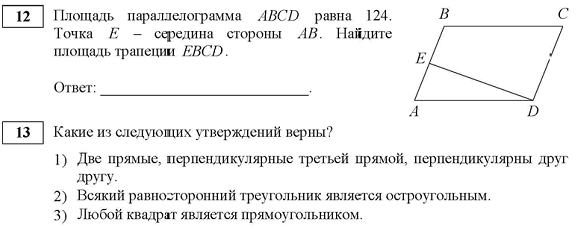 12 Площадь параллелограмма ABCD равна 124.
Точка E – середина стороны AB. Найдите
площадь трапеции EBCD.
Ответ: ______________________.
B C
E
A D
13 Какие из следующих утверждений верны?
1) Две прямые, перпендикулярные третьей прямой, перпендикулярны друг
другу.
2) Всякий равносторонний треугольник является остроугольным.
3) Любой квадрат является прямоугольником.